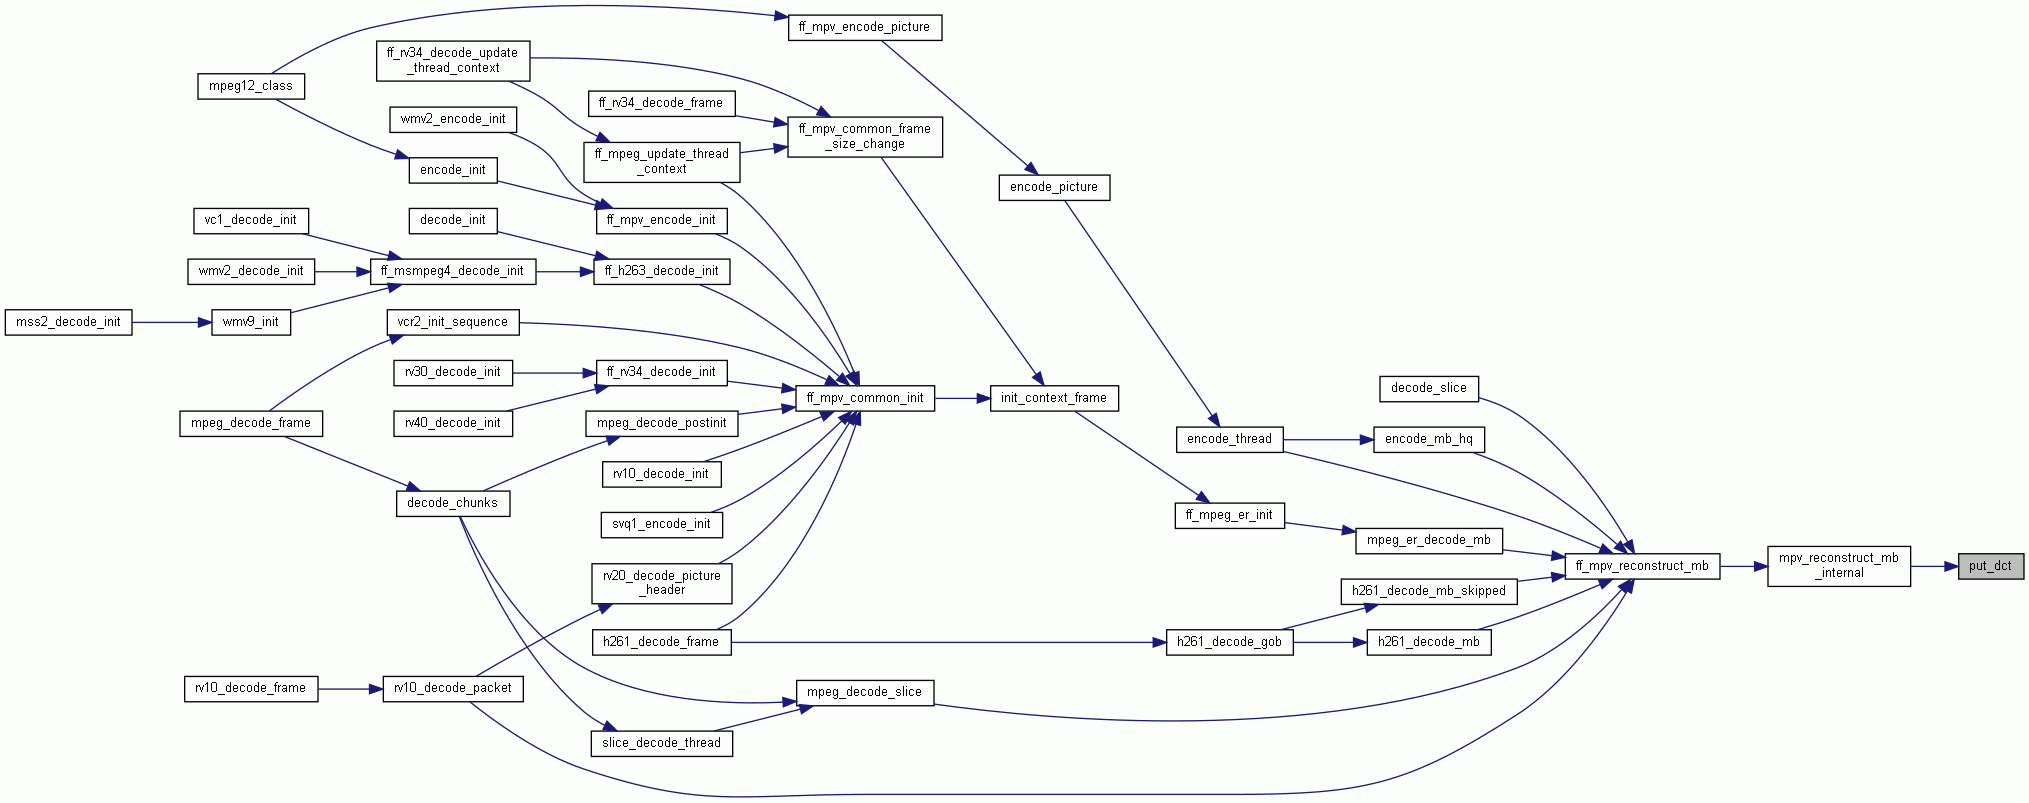 ff_mpv_encode_picture
ff_rv34_decode_update
_thread_context
mpeg12_class
ff_rv34_decode_frame
wmv2_encode_init
ff_mpv_common_frame
_size_change
ff_mpeg_update_thread
_context
encode_init
encode_picture
vc1_decode_init
decode_init
ff_mpv_encode_init
wmv2_decode_init
ff_msmpeg4_decode_init
ff_h263_decode_init
mss2_decode_init
wmv9_init
vcr2_init_sequence
rv30_decode_init
ff_rv34_decode_init
ff_mpv_common_init
init_context_frame
decode_slice
mpeg_decode_frame
rv40_decode_init
mpeg_decode_postinit
encode_thread
encode_mb_hq
rv10_decode_init
decode_chunks
svq1_encode_init
ff_mpeg_er_init
mpeg_er_decode_mb
rv20_decode_picture
_header
ff_mpv_reconstruct_mb
mpv_reconstruct_mb
_internal
put_dct
h261_decode_mb_skipped
h261_decode_frame
h261_decode_gob
h261_decode_mb
rv10_decode_frame
rv10_decode_packet
mpeg_decode_slice
slice_decode_thread